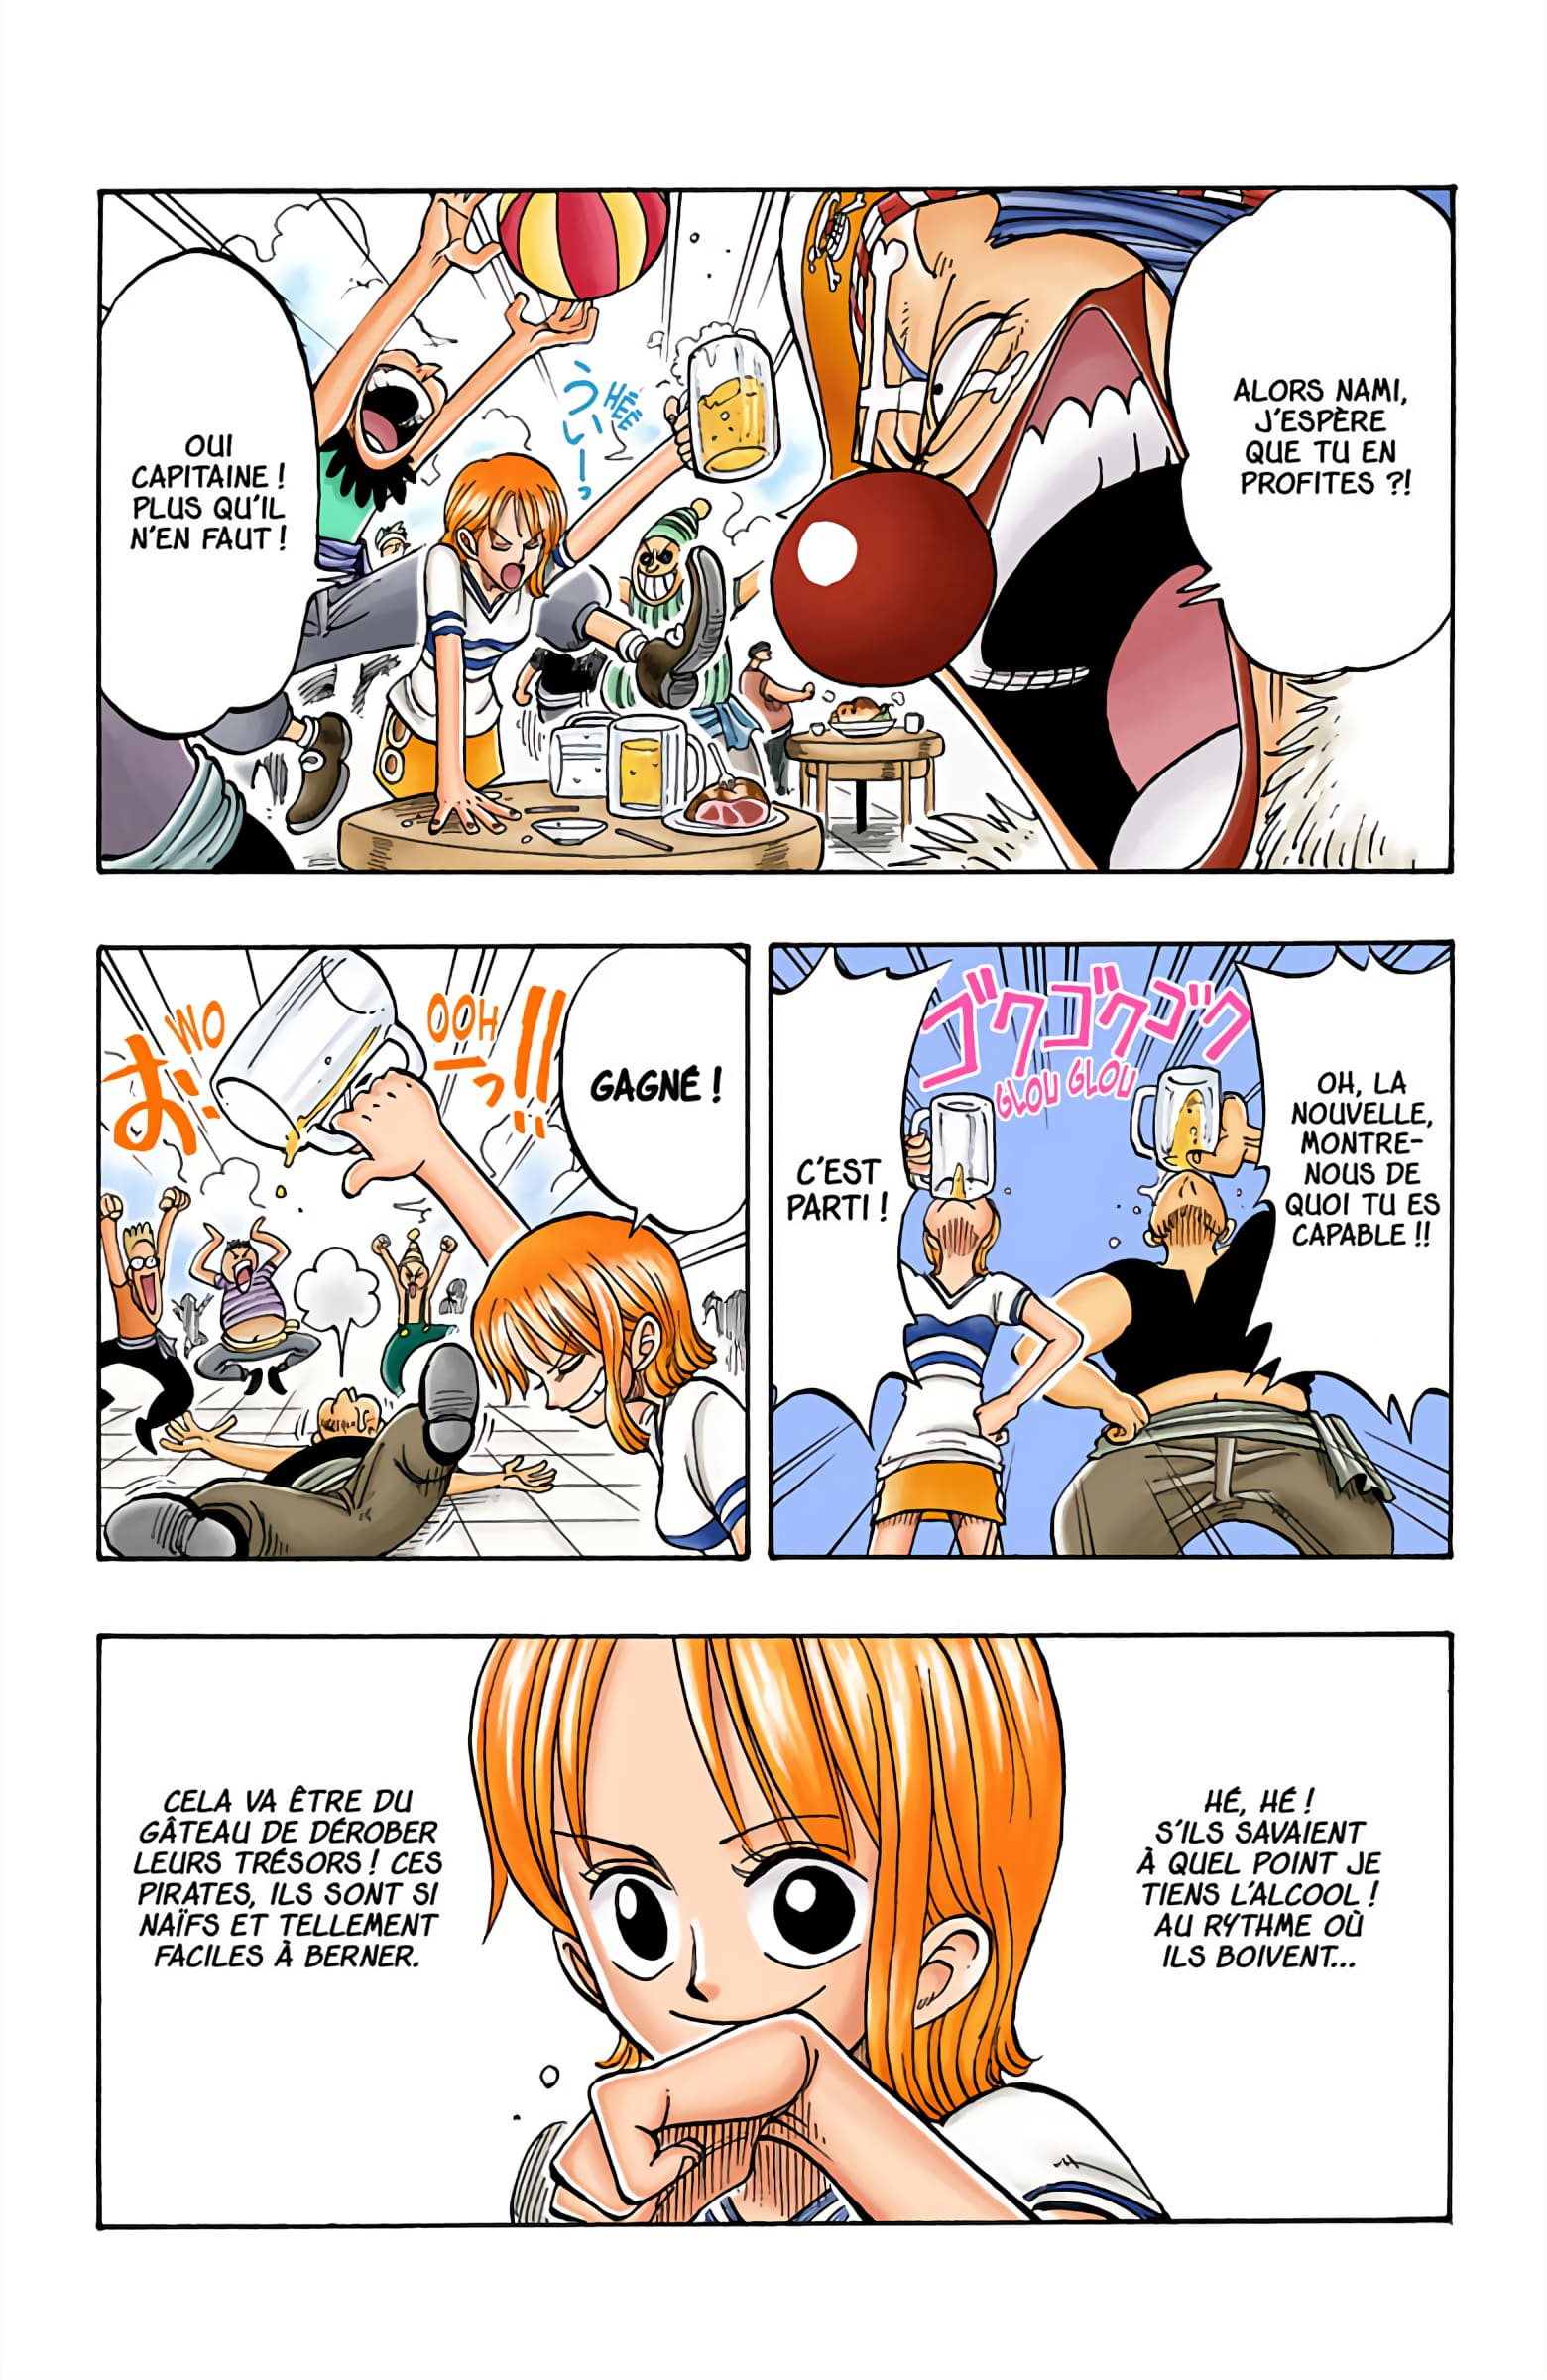 ALORS NAMI,
J'ESPÈRE
QUE TU EN
PROFITES ?!
うぃーっ
HÉÉ
OUI
CAPITAINE !
PLUS QU'IL
N'EN FAUT !
OH, LA
NOUVELLE,
MONTRE-
NOUS DE
QUOI TU ES
CAPABLE !!
ゴクゴクゴク
GLOU GLOU
C'EST
PARTI !
GAGNÉ !
おーっ!!
WO
OOH
HÉ, HÉ !
S'ILS SAVAIENT
À QUEL POINT JE
TIENS L'ALCOOL !
AU RYTHME OÙ
ILS BOIVENT...
CELA VA ÊTRE DU
GÂTEAU DE DÉROBER
LEURS TRÉSORS ! CES
PIRATES, ILS SONT SI
NAÏFS ET TELLEMENT
FACILES À BERNER.